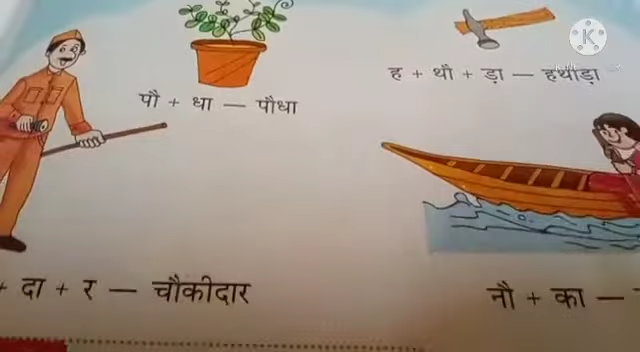 ह + थौ + ड़ा — हथौड़ा
पौ + धा — पौधा
+ दा + र — चौकीदार
नौ + का —